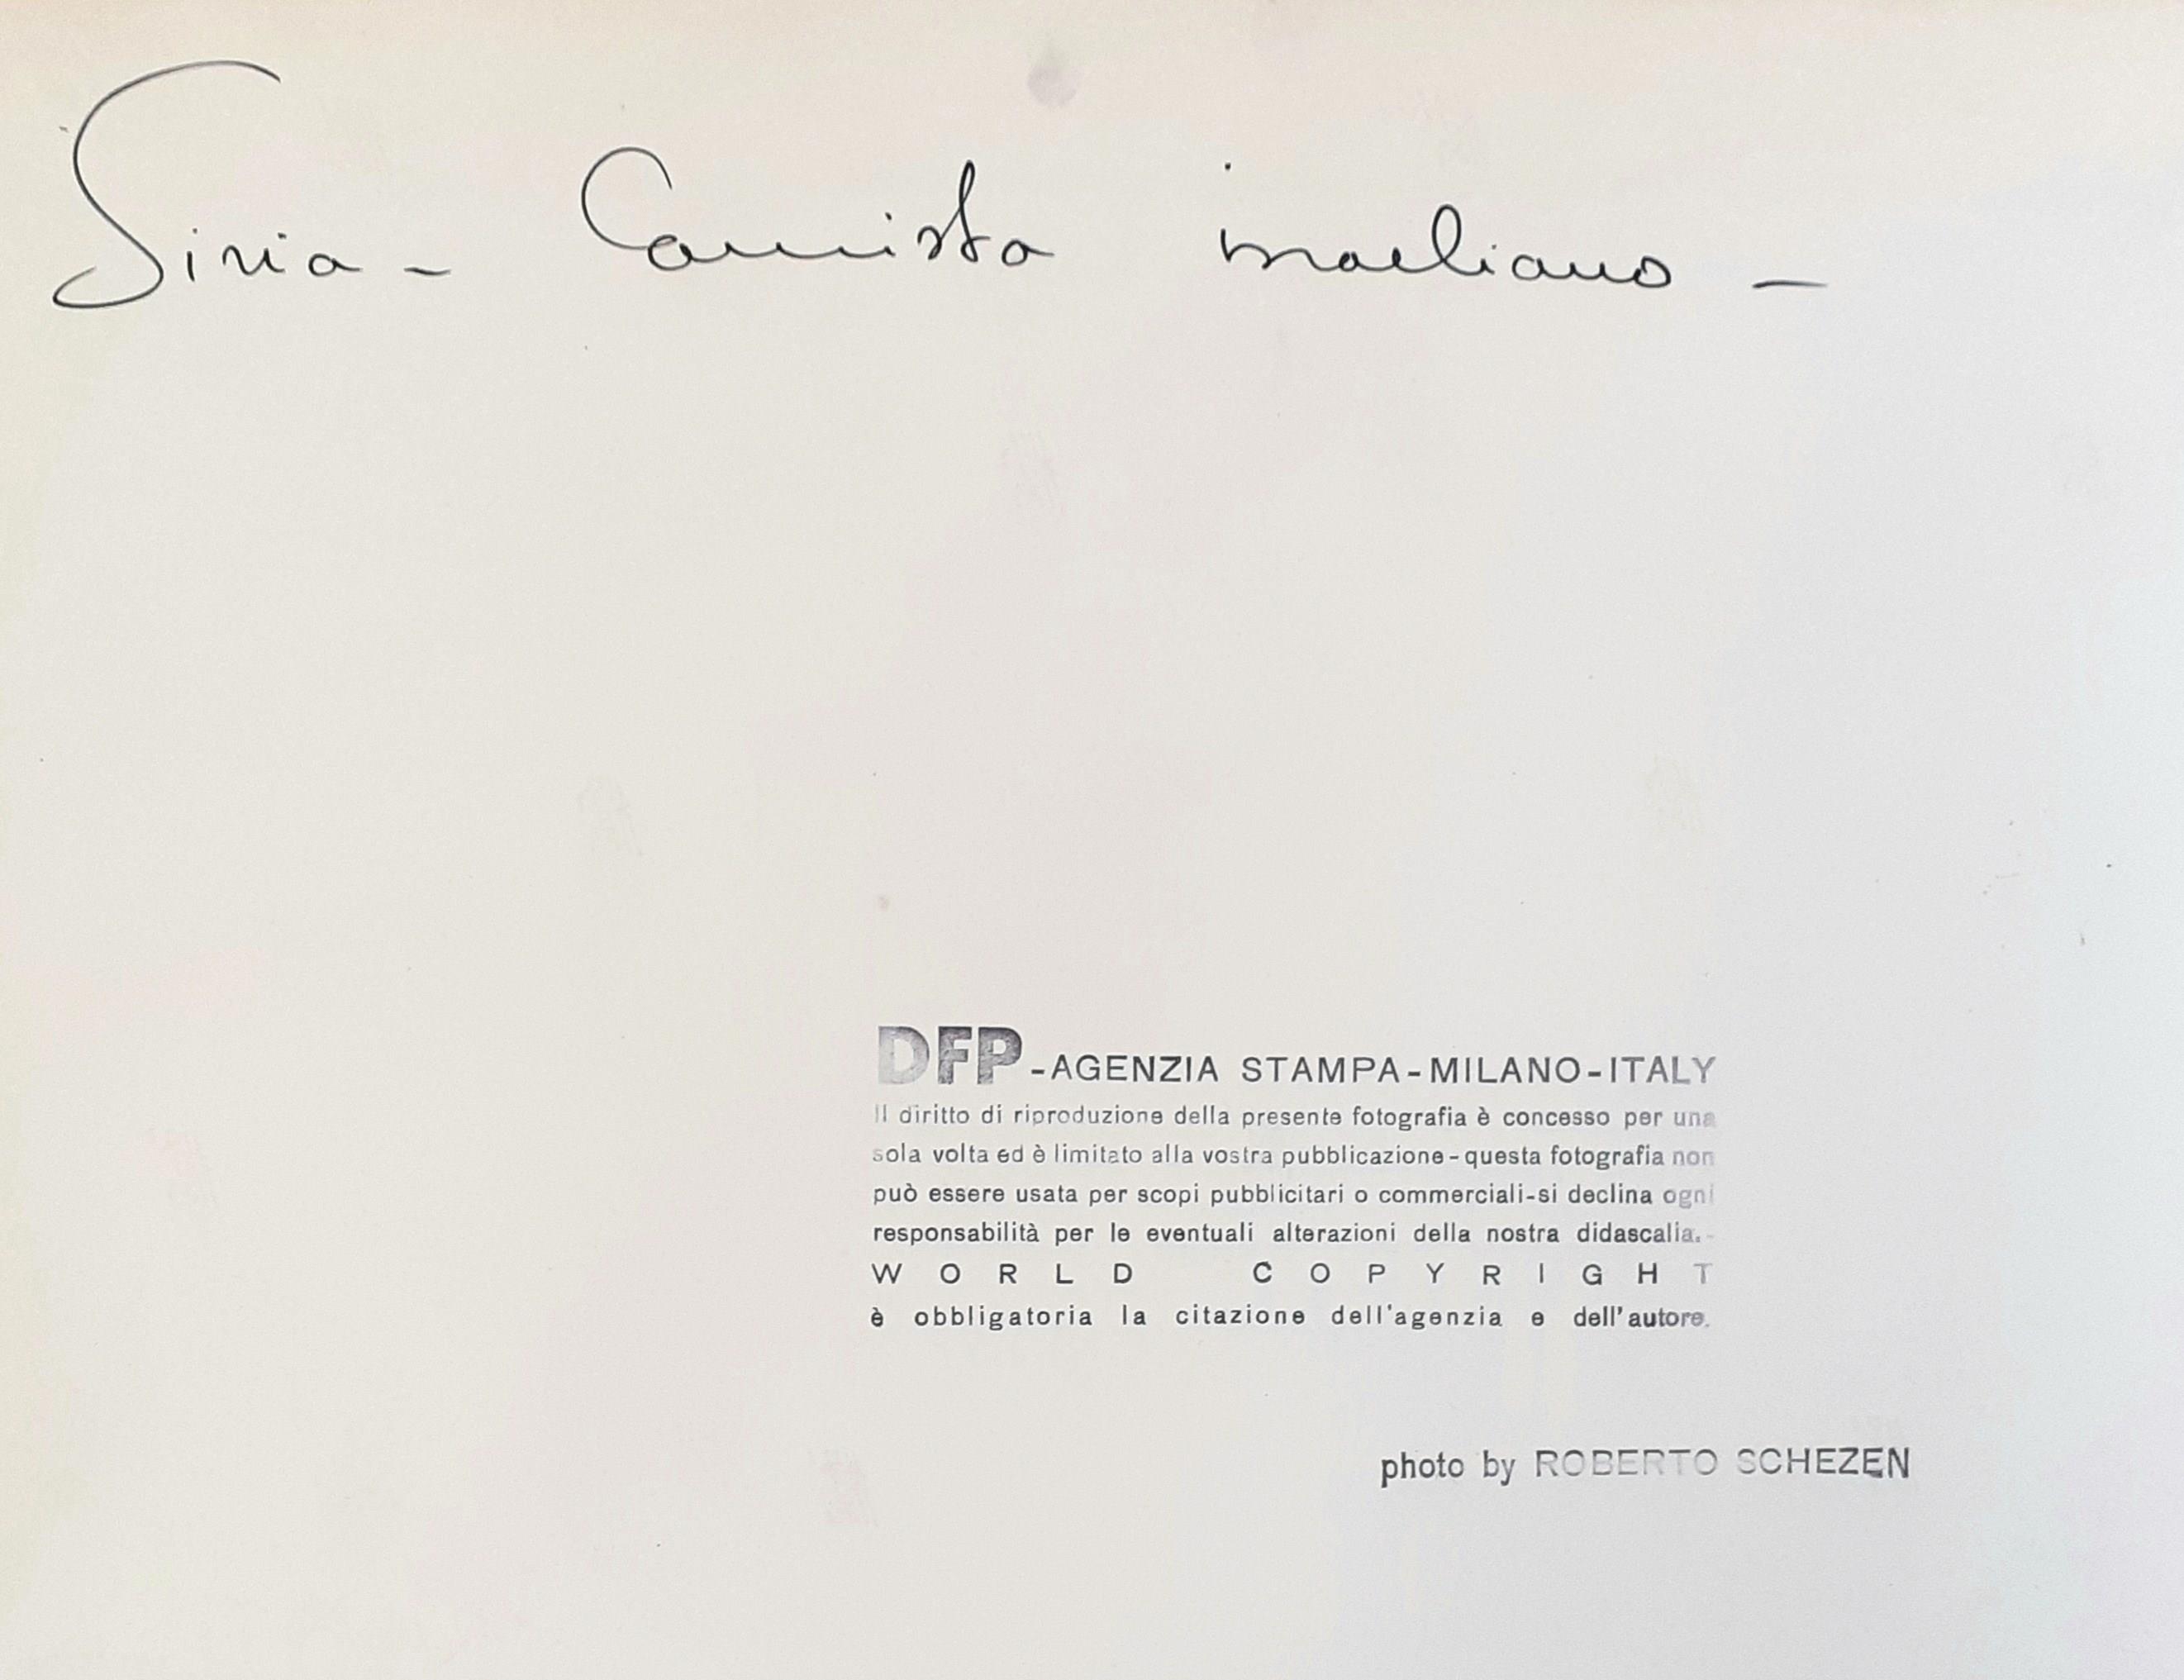 Siria - Carrista israeliano -
DFP-AGENZIA STAMPA-MILANO-ITALY
Il diritto di riproduzione della presente fotografia è concesso per una
sola volta ed è limitato alla vostra pubblicazione-questa fotografia non
può essere usata per scopi pubblicitari o commerciali-si declina ogni
responsabilità per le eventuali alterazioni della nostra didascalia.-
WORLD COPYRIGHT
è obbligatoria la citazione dell'agenzia e dell'autore.
photo by ROBERTO SCHEZEN